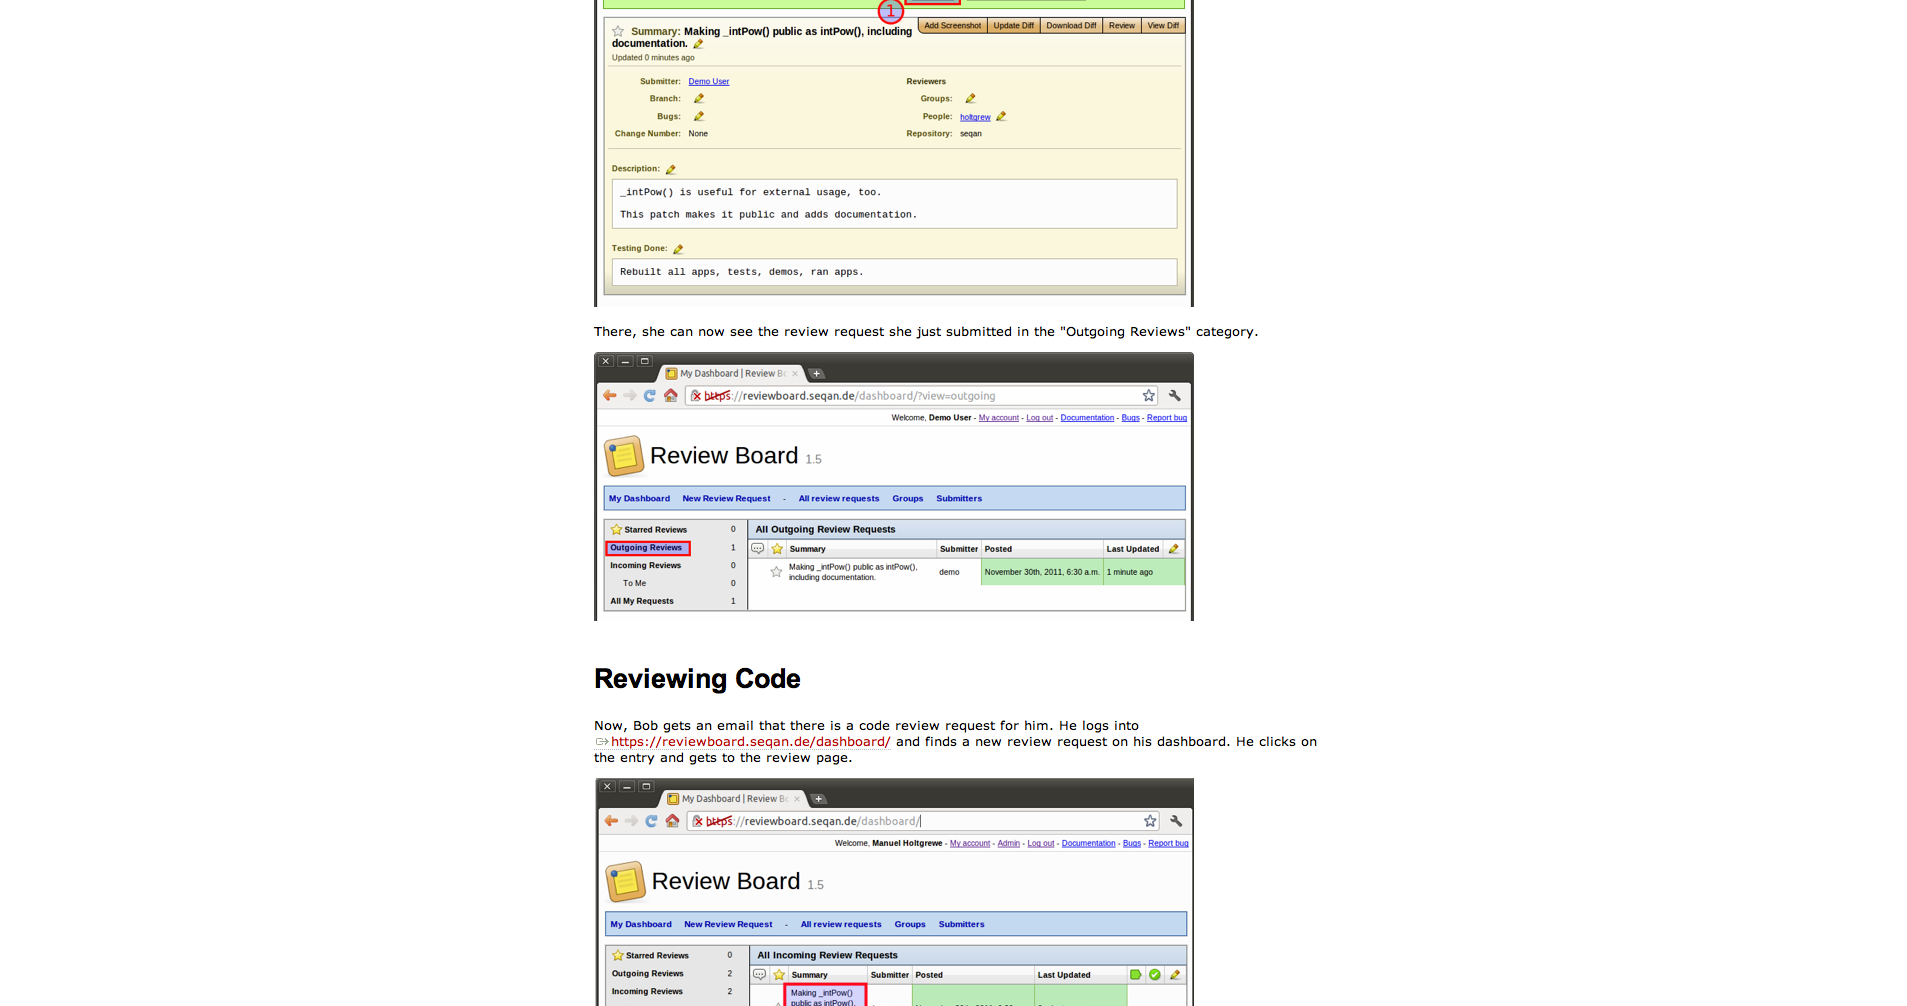 1
Add Screenshot Update Diff Download Diff Review View Diff
Summary: Making _intPow() public as intPow(), including
documentation.
Updated 0 minutes ago
Submitter: Demo User Reviewers
Branch: Groups:
Bugs: People: holtgrew
Change Number: None Repository: seqan
Description:
_intPow() is useful for external usage, too.
This patch makes it public and adds documentation.
Testing Done:
Rebuilt all apps, tests, demos, ran apps.
There, she can now see the review request she just submitted in the "Outgoing Reviews" category.
My Dashboard | Review Bo
https://reviewboard.seqan.de/dashboard/?view=outgoing
Welcome, Demo User - My account - Log out - Documentation - Bugs - Report bug
Review Board 1.5
My Dashboard New Review Request - All review requests Groups Submitters
Starred Reviews 0 All Outgoing Review Requests
Outgoing Reviews 1 Summary Submitter Posted Last Updated
Incoming Reviews 0 Making _intPow() public as intPow(),
including documentation. demo November 30th, 2011, 6:30 a.m. 1 minute ago
To Me 0
All My Requests 1
Reviewing Code
Now, Bob gets an email that there is a code review request for him. He logs into
https://reviewboard.seqan.de/dashboard/ and finds a new review request on his dashboard. He clicks on
the entry and gets to the review page.
My Dashboard | Review Bo
https://reviewboard.seqan.de/dashboard/
Welcome, Manuel Holtgrewe - My account - Admin - Log out - Documentation - Bugs - Report bug
Review Board 1.5
My Dashboard New Review Request - All review requests Groups Submitters
Starred Reviews 0 All Incoming Review Requests
Outgoing Reviews 2 Summary Submitter Posted Last Updated
Incoming Reviews 2 Making _intPow()
public as intPow(),